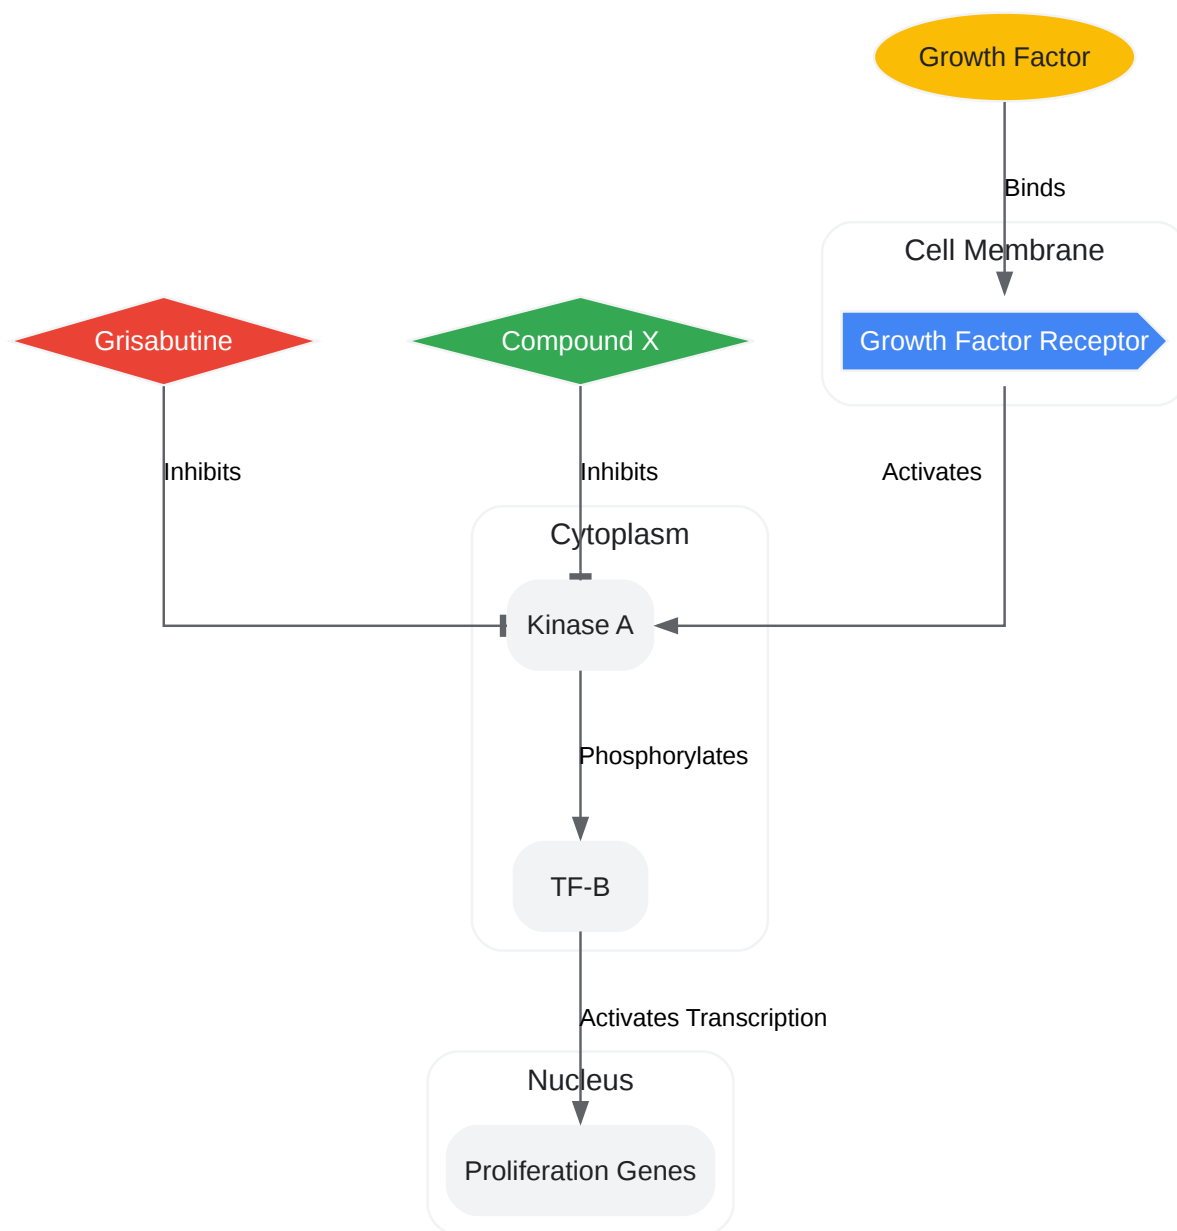 Growth Factor
Binds
Cell Membrane
Grisabutine
Compound X
Growth Factor Receptor
Inhibits
Inhibits
Activates
Cytoplasm
Kinase A
Phosphorylates
TF-B
Activates Transcription
Nucleus
Proliferation Genes